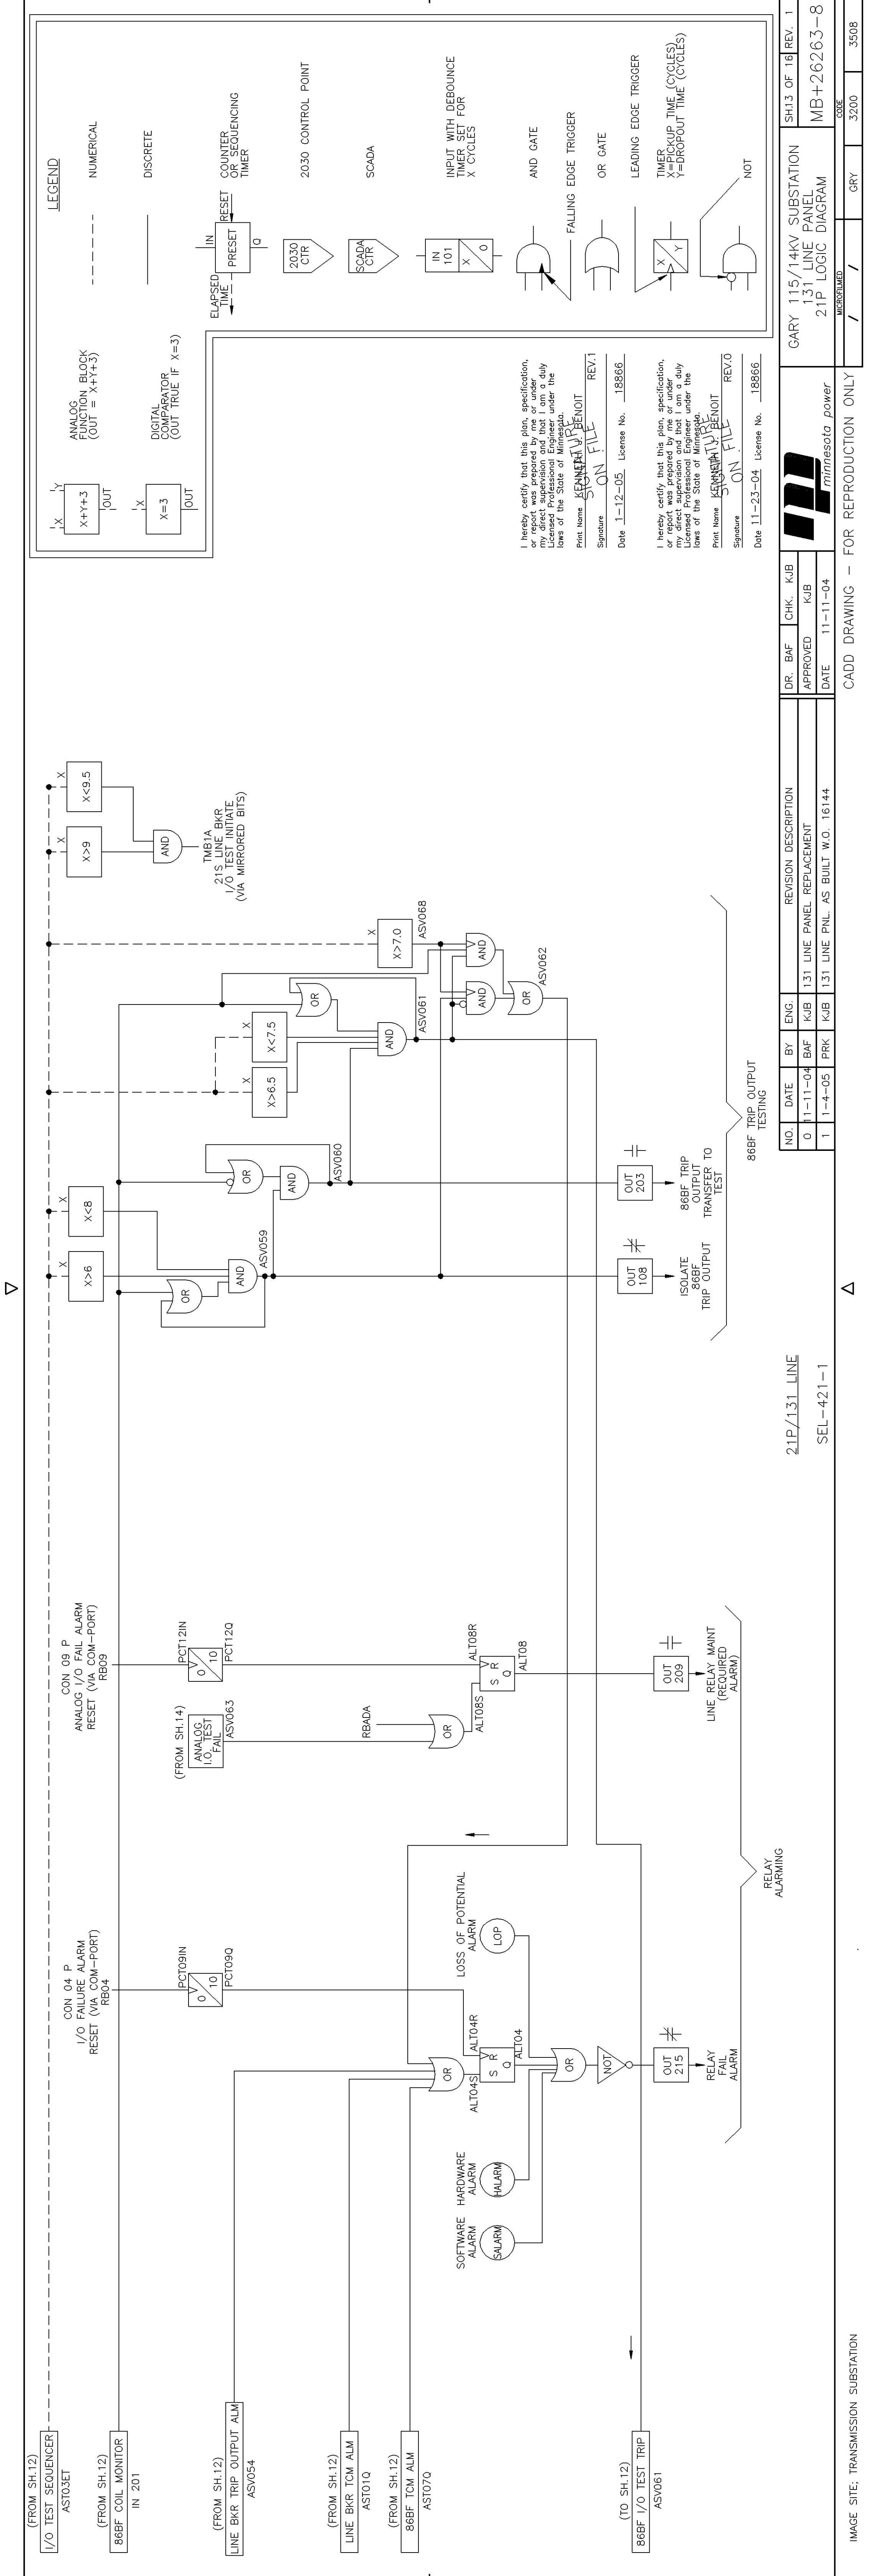 (FROM SH.12)
I/O TEST SEQUENCER
AST03ET
(FROM SH.12)
86BF COIL MONITOR
IN 201
(FROM SH.12)
LINE BKR TRIP OUTPUT ALM
ASV054
(FROM SH.12)
LINE BKR TCM ALM
AST01Q
(FROM SH.12)
86BF TCM ALM
AST07Q
(TO SH.12)
86BF I/O TEST TRIP
ASV061
CON 04 P
I/O FAILURE ALARM
RESET (VIA COM-PORT)
RB04
PCT09IN
0
10
PCT09Q
SOFTWARE
ALARM
SALARM
HARDWARE
ALARM
HALARM
OR
ALT04S
ALT04R
S R
Q
ALT04
LOSS OF POTENTIAL
ALARM
LOP
OR
NOT
OUT
215
RELAY
FAIL
ALARM
CON 09 P
ANALOG I/O FAIL ALARM
RESET (VIA COM-PORT)
RB09
PCT12IN
0
10
PCT12Q
(FROM SH.14)
ANALOG
I.O. TEST
FAIL
ASV063
RBADA
OR
ALT08S
ALT08R
S R
Q
ALT08
OUT
209
LINE RELAY MAINT
(REQUIRED
ALARM)
RELAY
ALARMING
21P/131 LINE
SEL-421-1
X
X>6
X
X<8
OR
AND
ASV059
OR
AND
ASV060
OUT
108
ISOLATE
86BF
TRIP OUTPUT
OUT
203
86BF TRIP
OUTPUT
TRANSFER TO
TEST
X
X>6.5
X
X<7.5
OR
AND
ASV061
X
X>7.0
ASV068
AND
AND
OR
ASV062
86BF TRIP OUTPUT
TESTING
X
X>9
X
X<9.5
AND
TMB1A
21S LINE BKR
I/O TEST INITIATE
(VIA MIRRORED BITS)
LEGEND
X
Y
X+Y+3
OUT
ANALOG
FUNCTION BLOCK
(OUT = X+Y+3)
X
X=3
OUT
DIGITAL
COMPARATOR
(OUT TRUE IF X=3)
NUMERICAL
DISCRETE
IN
ELAPSED
TIME
PRESET
RESET
Q
COUNTER
OR SEQUENCING
TIMER
2030
CTR
2030 CONTROL POINT
SCADA
CTR
SCADA
IN
101
X
0
INPUT WITH DEBOUNCE
TIMER SET FOR
X CYCLES
AND GATE
FALLING EDGE TRIGGER
OR GATE
LEADING EDGE TRIGGER
X
Y
TIMER
X=PICKUP TIME (CYCLES)
Y=DROPOUT TIME (CYCLES)
NOT
I hereby certify that this plan, specification,
or report was prepared by me or under
my direct supervision and that I am a duly
Licensed Professional Engineer under the
laws of the State of Minnesota.
Print Name KENNETH J. BENOIT REV.1
SIGNATURE
ON FILE
Signature
Date 1-12-05 License No. 18866
I hereby certify that this plan, specification,
or report was prepared by me or under
my direct supervision and that I am a duly
Licensed Professional Engineer under the
laws of the State of Minnesota.
Print Name KENNETH J. BENOIT REV.0
SIGNATURE
ON FILE
Signature
Date 11-23-04 License No. 18866
NO. DATE BY ENG. REVISION DESCRIPTION
0 11-11-04 BAF KJB 131 LINE PANEL REPLACEMENT
1 1-4-05 PRK KJB 131 LINE PNL. AS BUILT W.O. 16144
DR. BAF CHK. KJB
APPROVED KJB
DATE 11-11-04
minnesota power
GARY 115/14KV SUBSTATION
131 LINE PANEL
21P LOGIC DIAGRAM
SH.13 OF 16 REV. 1
MB+26263-8
MICROFILMED
/ /
GRY
CODE
3200
3508
CADD DRAWING - FOR REPRODUCTION ONLY
IMAGE SITE; TRANSMISSION SUBSTATION